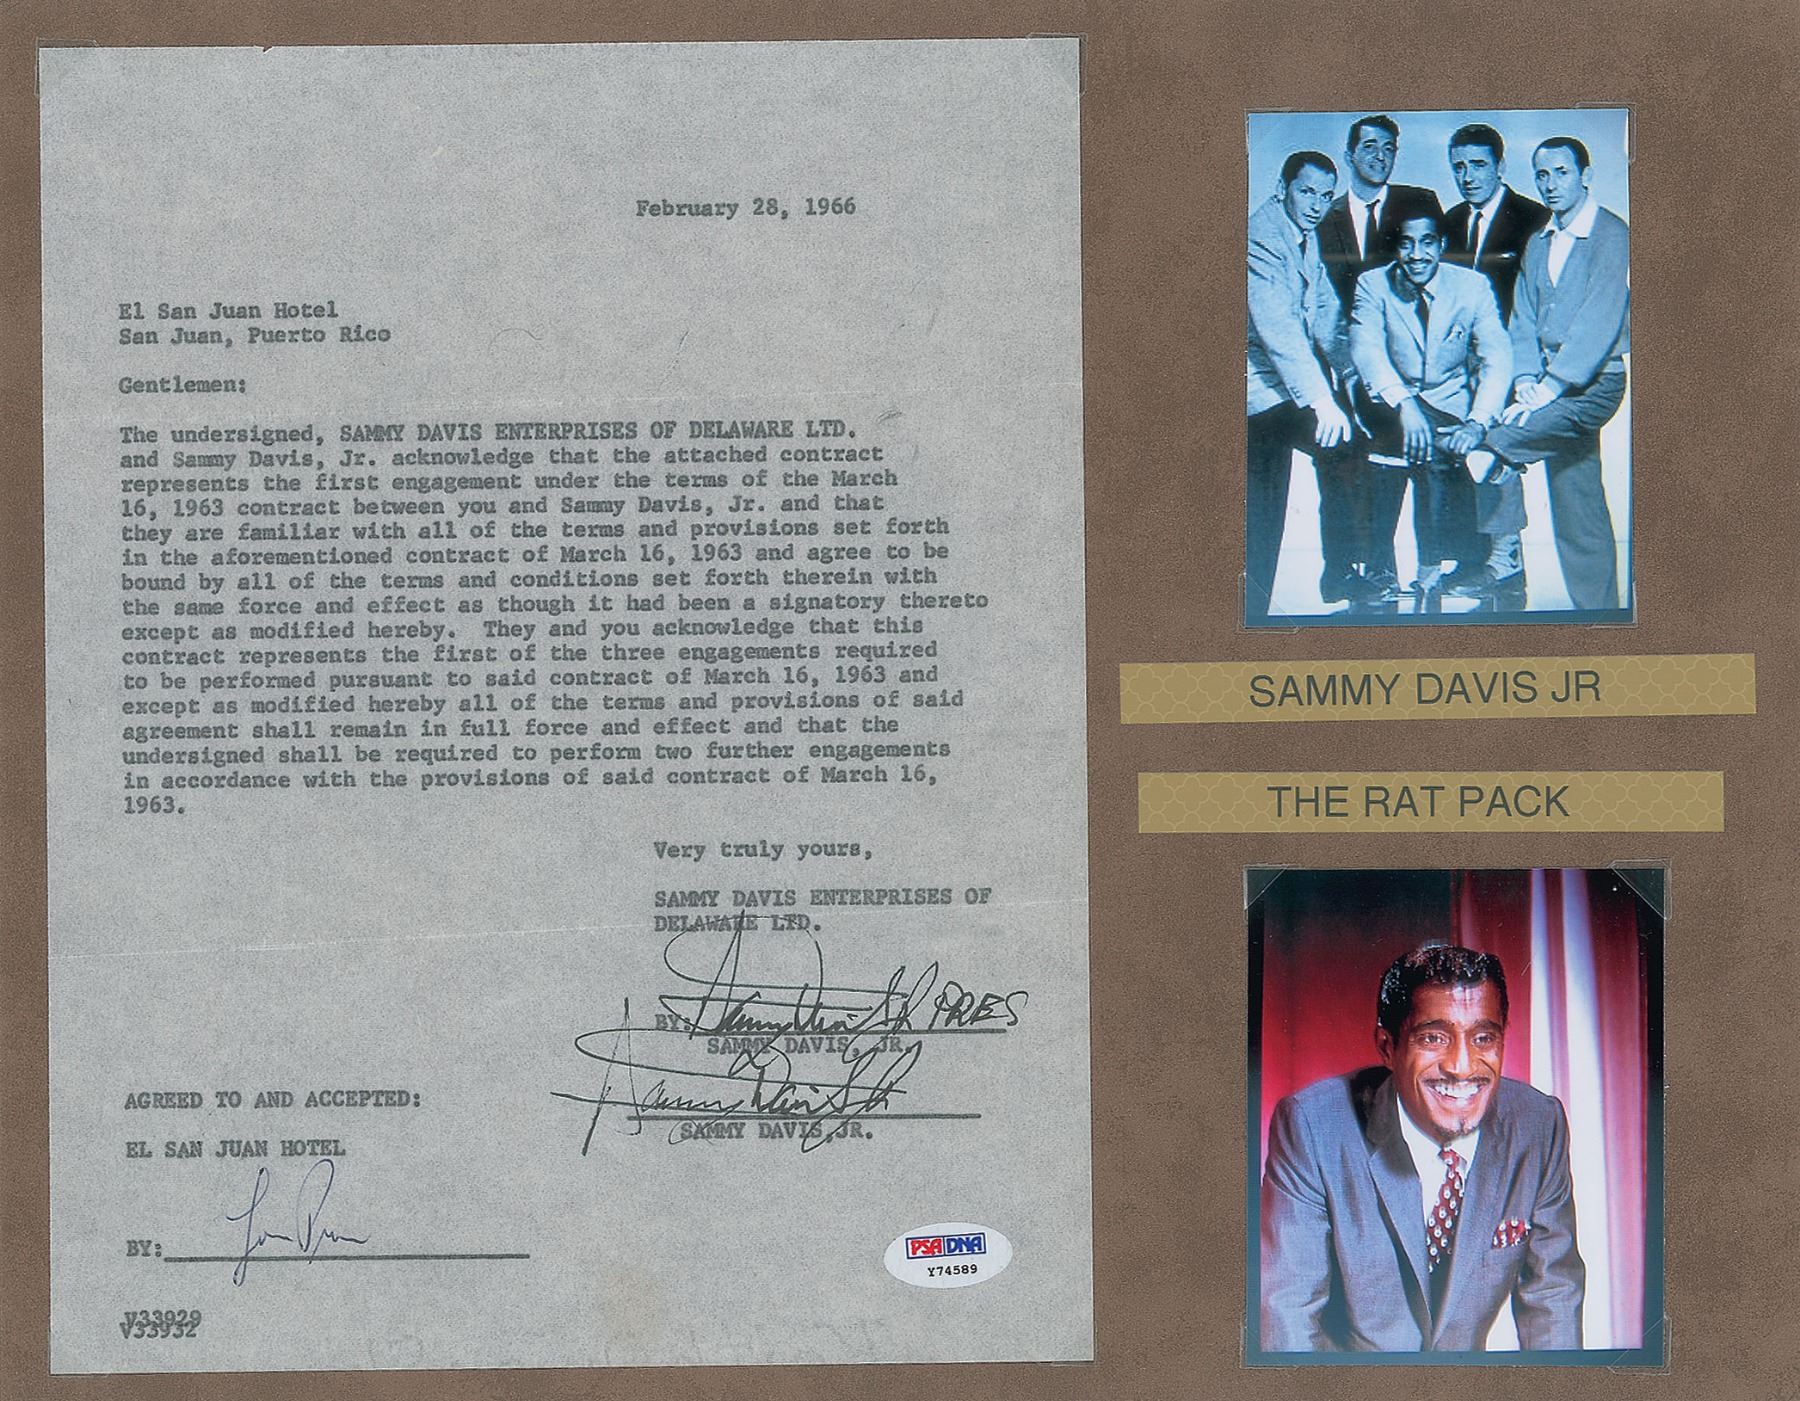 February 28, 1966
El San Juan Hotel
San Juan, Puerto Rico
Gentlemen:
The undersigned, SAMMY DAVIS ENTERPRISES OF DELAWARE LTD.
and Sammy Davis, Jr. acknowledge that the attached contract
represents the first engagement under the terms of the March
16, 1963 contract between you and Sammy Davis, Jr. and that
they are familiar with all of the terms and provisions set forth
in the aforementioned contract of March 16, 1963 and agree to be
bound by all of the terms and conditions set forth therein with
the same force and effect as though it had been a signatory thereto
except as modified hereby. They and you acknowledge that this
contract represents the first of the three engagements required
to be performed pursuant to said contract of March 16, 1963 and
except as modified hereby all of the terms and provisions of said
agreement shall remain in full force and effect and that the
undersigned shall be required to perform two further engagements
in accordance with the provisions of said contract of March 16,
1963.
Very truly yours,
SAMMY DAVIS ENTERPRISES OF
DELAWARE LTD.
BY: Sammy Davis Jr PRES
SAMMY DAVIS, JR.
Sammy Davis Jr
SAMMY DAVIS,JR.
AGREED TO AND ACCEPTED:
EL SAN JUAN HOTEL
BY:
V33929
V33932
PSA DNA
Y74589
SAMMY DAVIS JR
THE RAT PACK